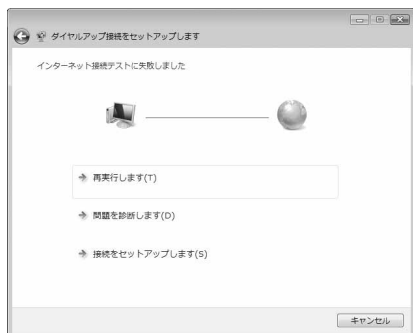 ダイヤルアップ接続をセットアップします
インターネット接続テストに失敗しました
再実行します(T)
問題を診断します(D)
接続をセットアップします(S)
キャンセル